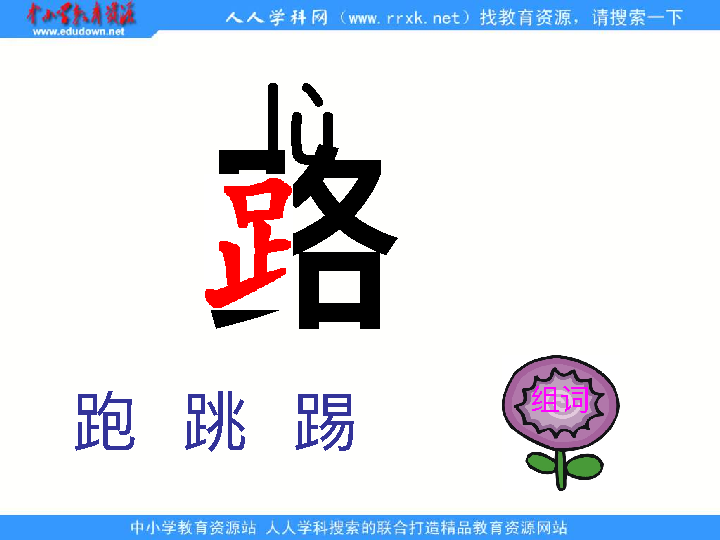 中小学教育资源
www.edudown.net
人人学科网（www.rrxk.net）找教育资源，请搜索一下
lù
路
跑 跳 踢
组词
中小学教育资源站 人人学科搜索的联合打造精品教育资源网站